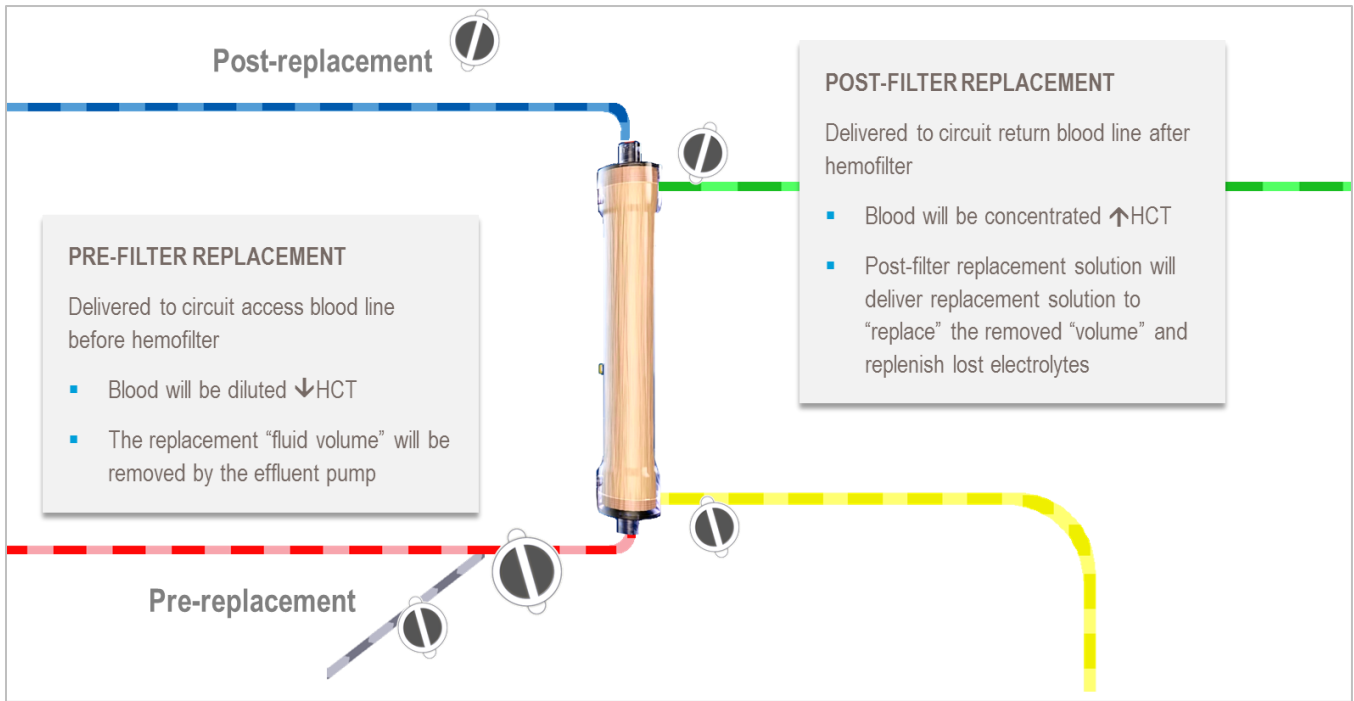 Post-replacement
POST-FILTER REPLACEMENT
Delivered to circuit return blood line after
hemofilter
▪ Blood will be concentrated ↑HCT
▪ Post-filter replacement solution will
deliver replacement solution to
“replace” the removed “volume” and
replenish lost electrolytes
PRE-FILTER REPLACEMENT
Delivered to circuit access blood line
before hemofilter
▪ Blood will be diluted ↓HCT
▪ The replacement “fluid volume” will be
removed by the effluent pump
Pre-replacement